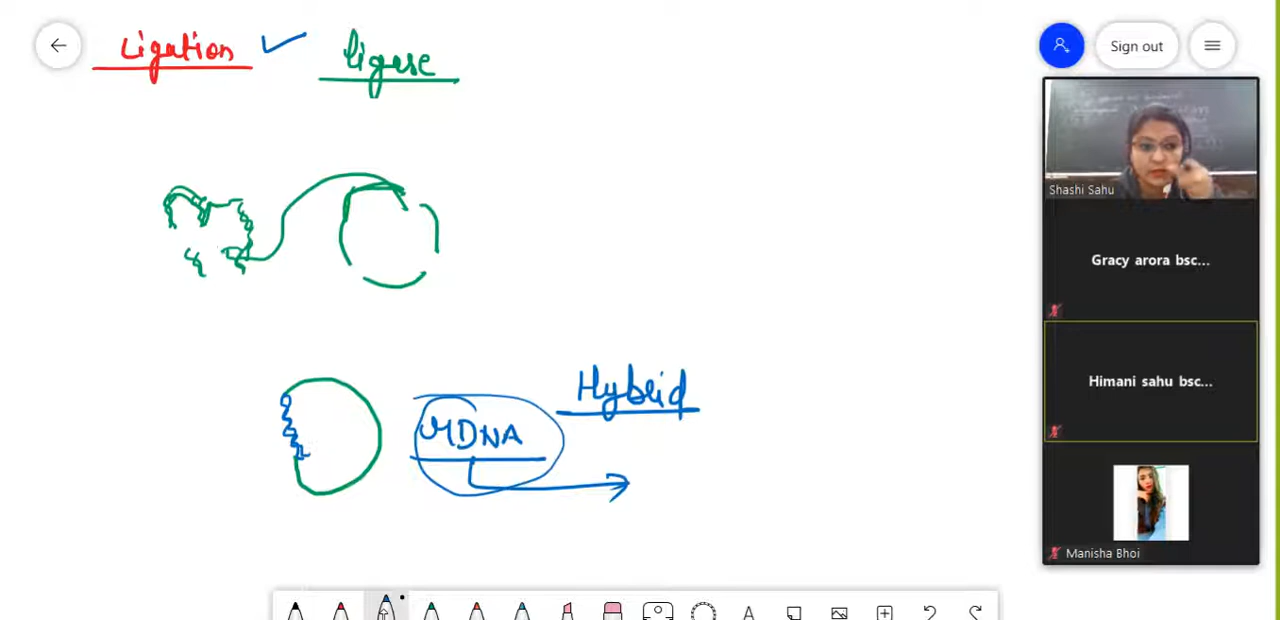 Ligation ligase
Sign out
Shashi Sahu
Gracy arora bsc...
Himani sahu bsc...
Hybrid
rDNA
Manisha Bhoi
A